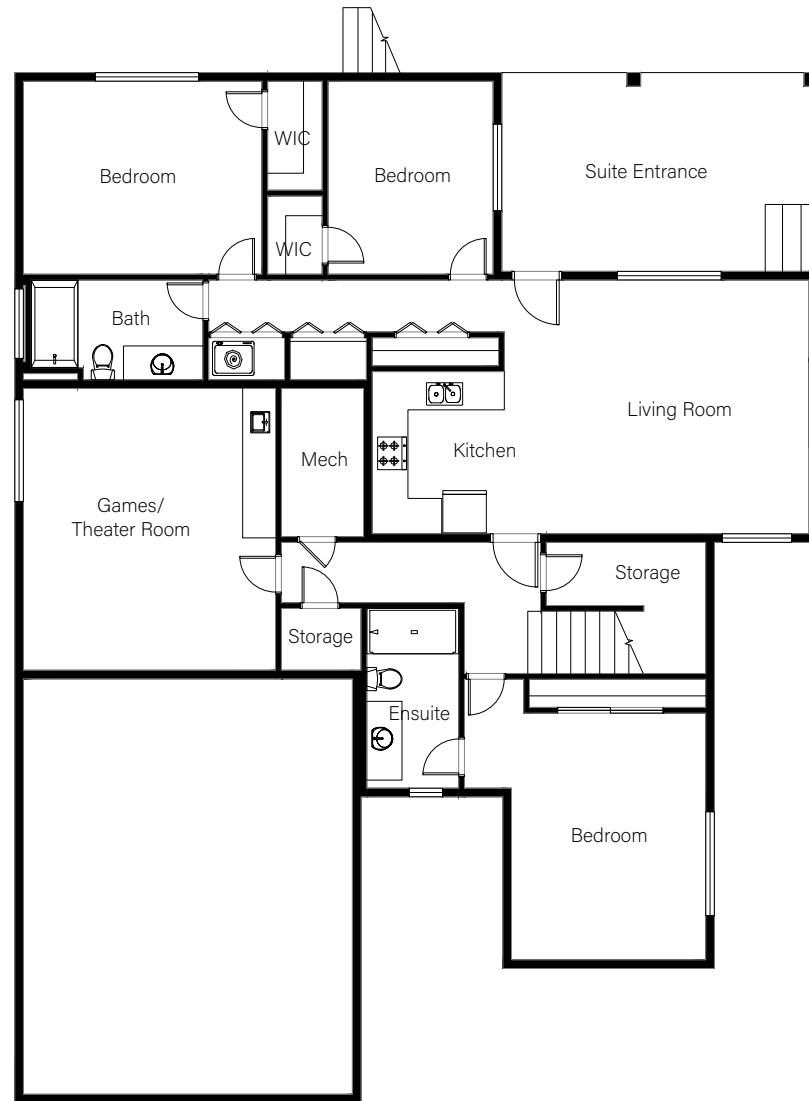 WIC
Bedroom
Bedroom
Suite Entrance
WIC
Bath
Living Room
Kitchen
Mech
Games/
Theater Room
Storage
Storage
Ensuite
Bedroom